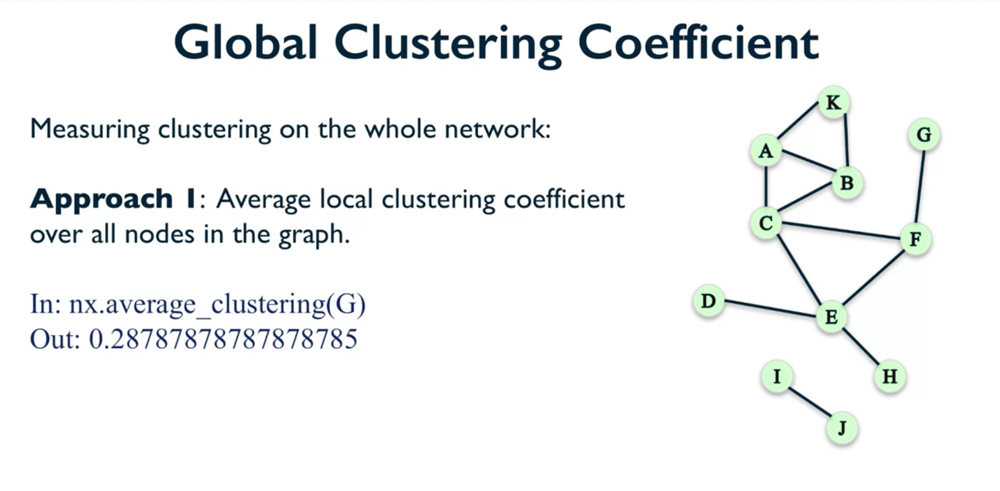 Global Clustering Coefficient
Measuring clustering on the whole network:
Approach 1: Average local clustering coefficient
over all nodes in the graph.
In: nx.average_clustering(G)
Out: 0.28787878787878785
K
G
A
B
C
F
D
E
I
H
J